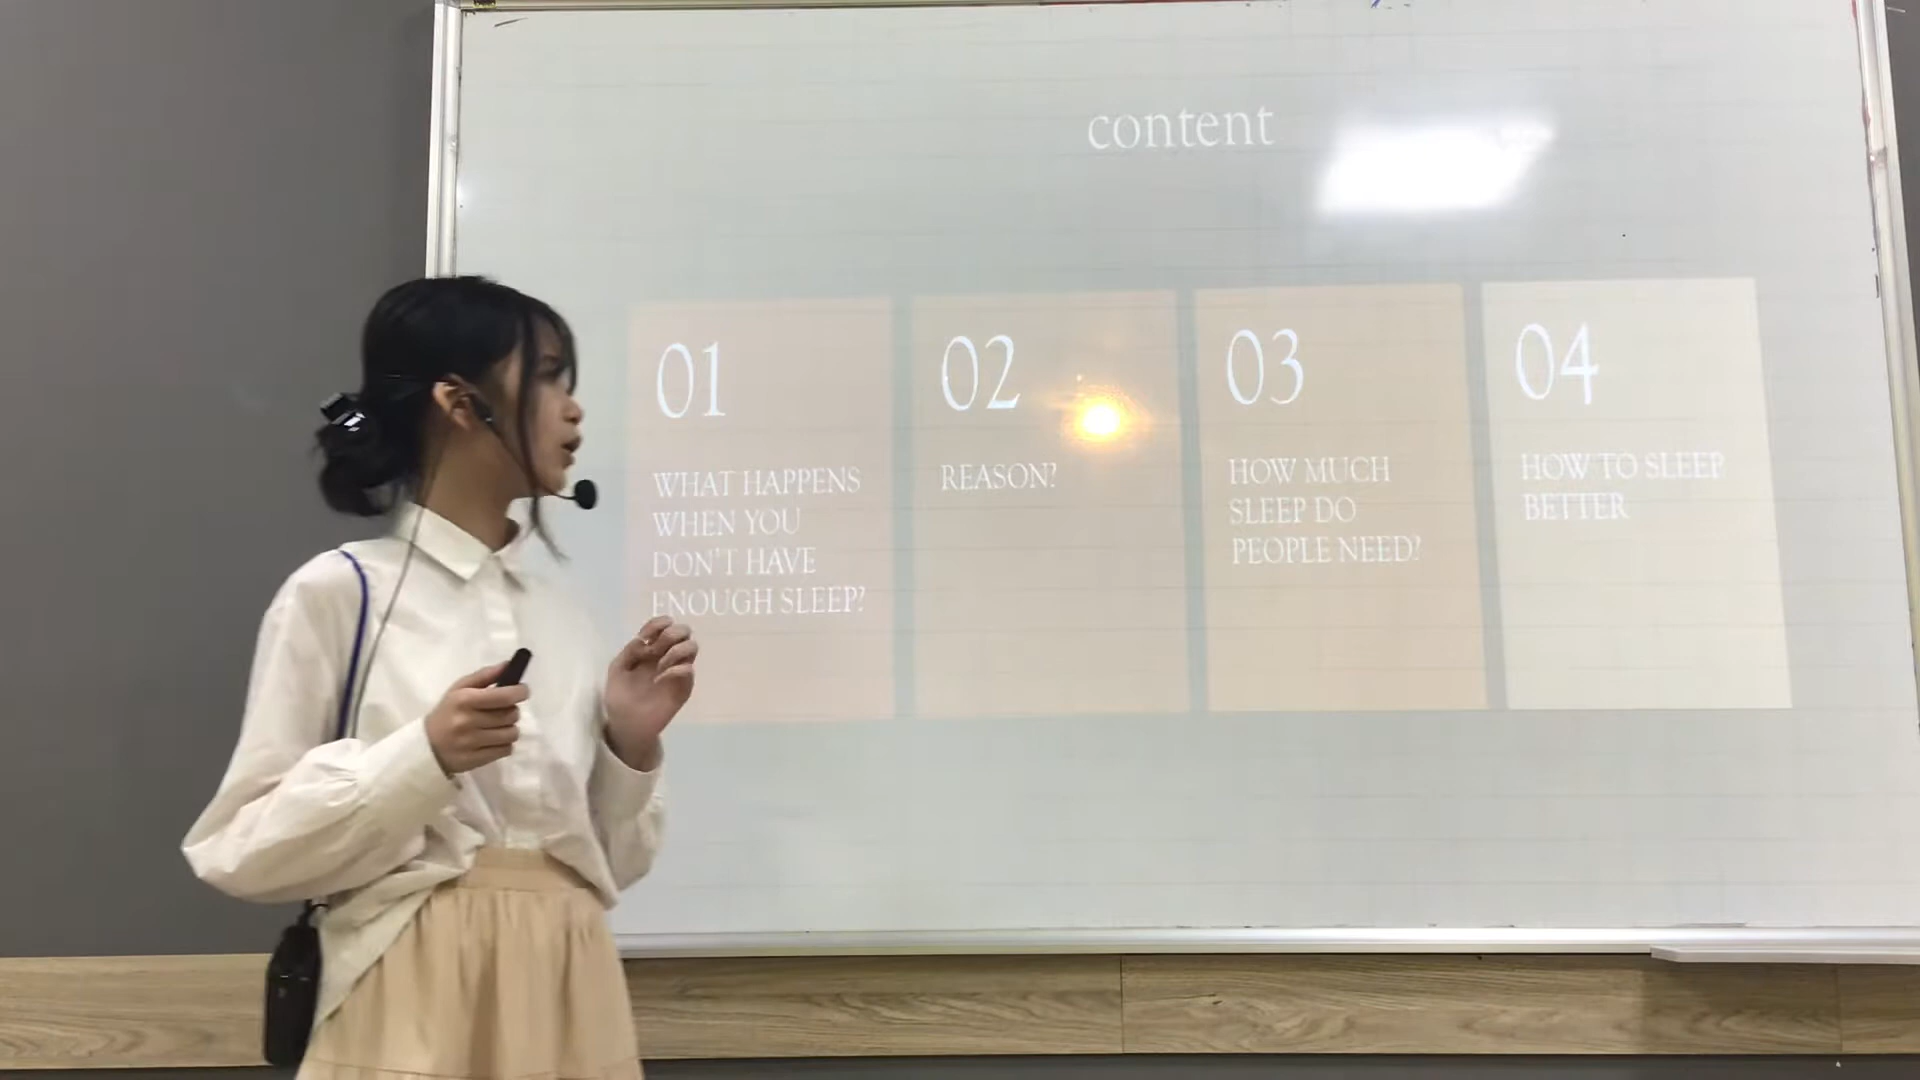 content
01
WHAT HAPPENS
WHEN YOU
DON'T HAVE
ENOUGH SLEEP?
02
REASON?
03
HOW MUCH
SLEEP DO
PEOPLE NEED?
04
HOW TO SLEEP
BETTER